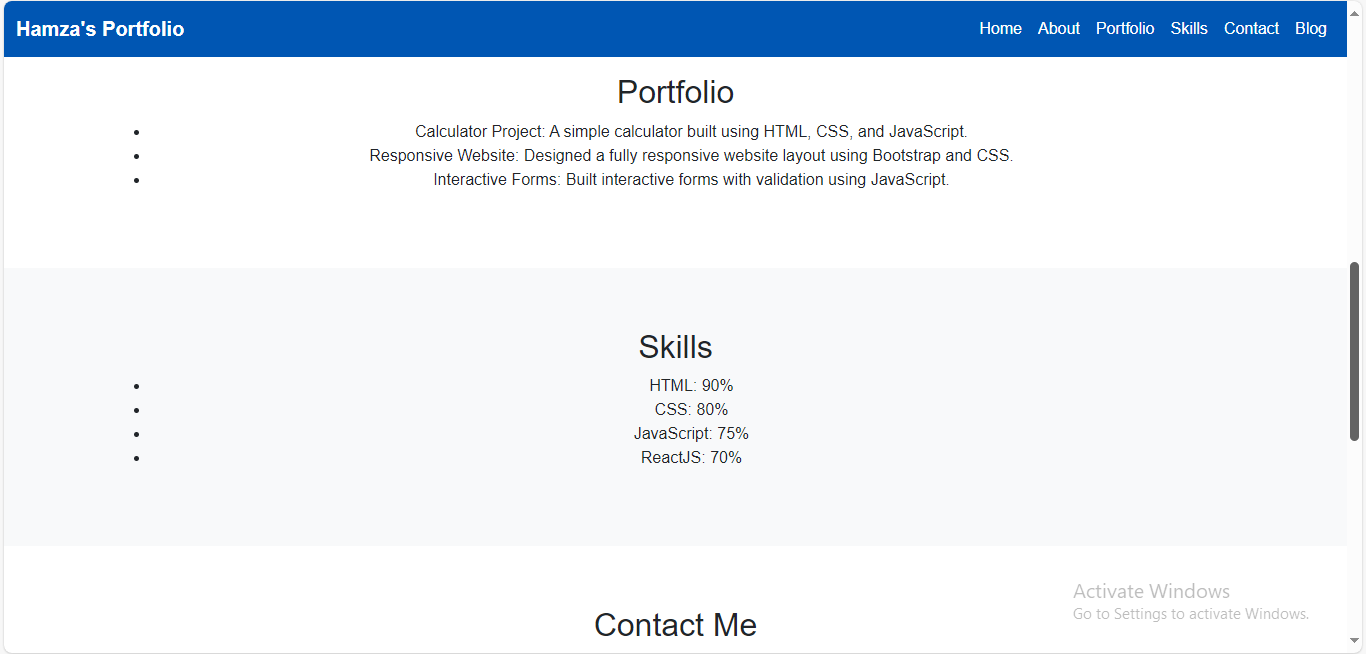 Hamza's Portfolio
Home About Portfolio Skills Contact Blog
Portfolio
• Calculator Project: A simple calculator built using HTML, CSS, and JavaScript.
• Responsive Website: Designed a fully responsive website layout using Bootstrap and CSS.
• Interactive Forms: Built interactive forms with validation using JavaScript.
Skills
• HTML: 90%
• CSS: 80%
• JavaScript: 75%
• ReactJS: 70%
Contact Me
Activate Windows
Go to Settings to activate Windows.